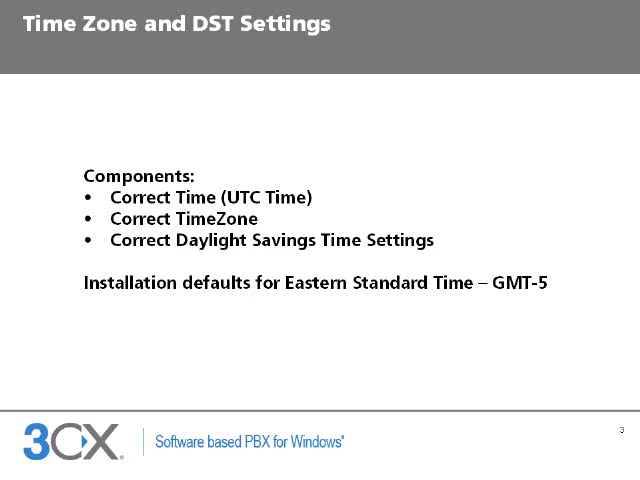 Time Zone and DST Settings
Components:
• Correct Time (UTC Time)
• Correct TimeZone
• Correct Daylight Savings Time Settings
Installation defaults for Eastern Standard Time – GMT-5
3
3CX®
Software based PBX for Windows®